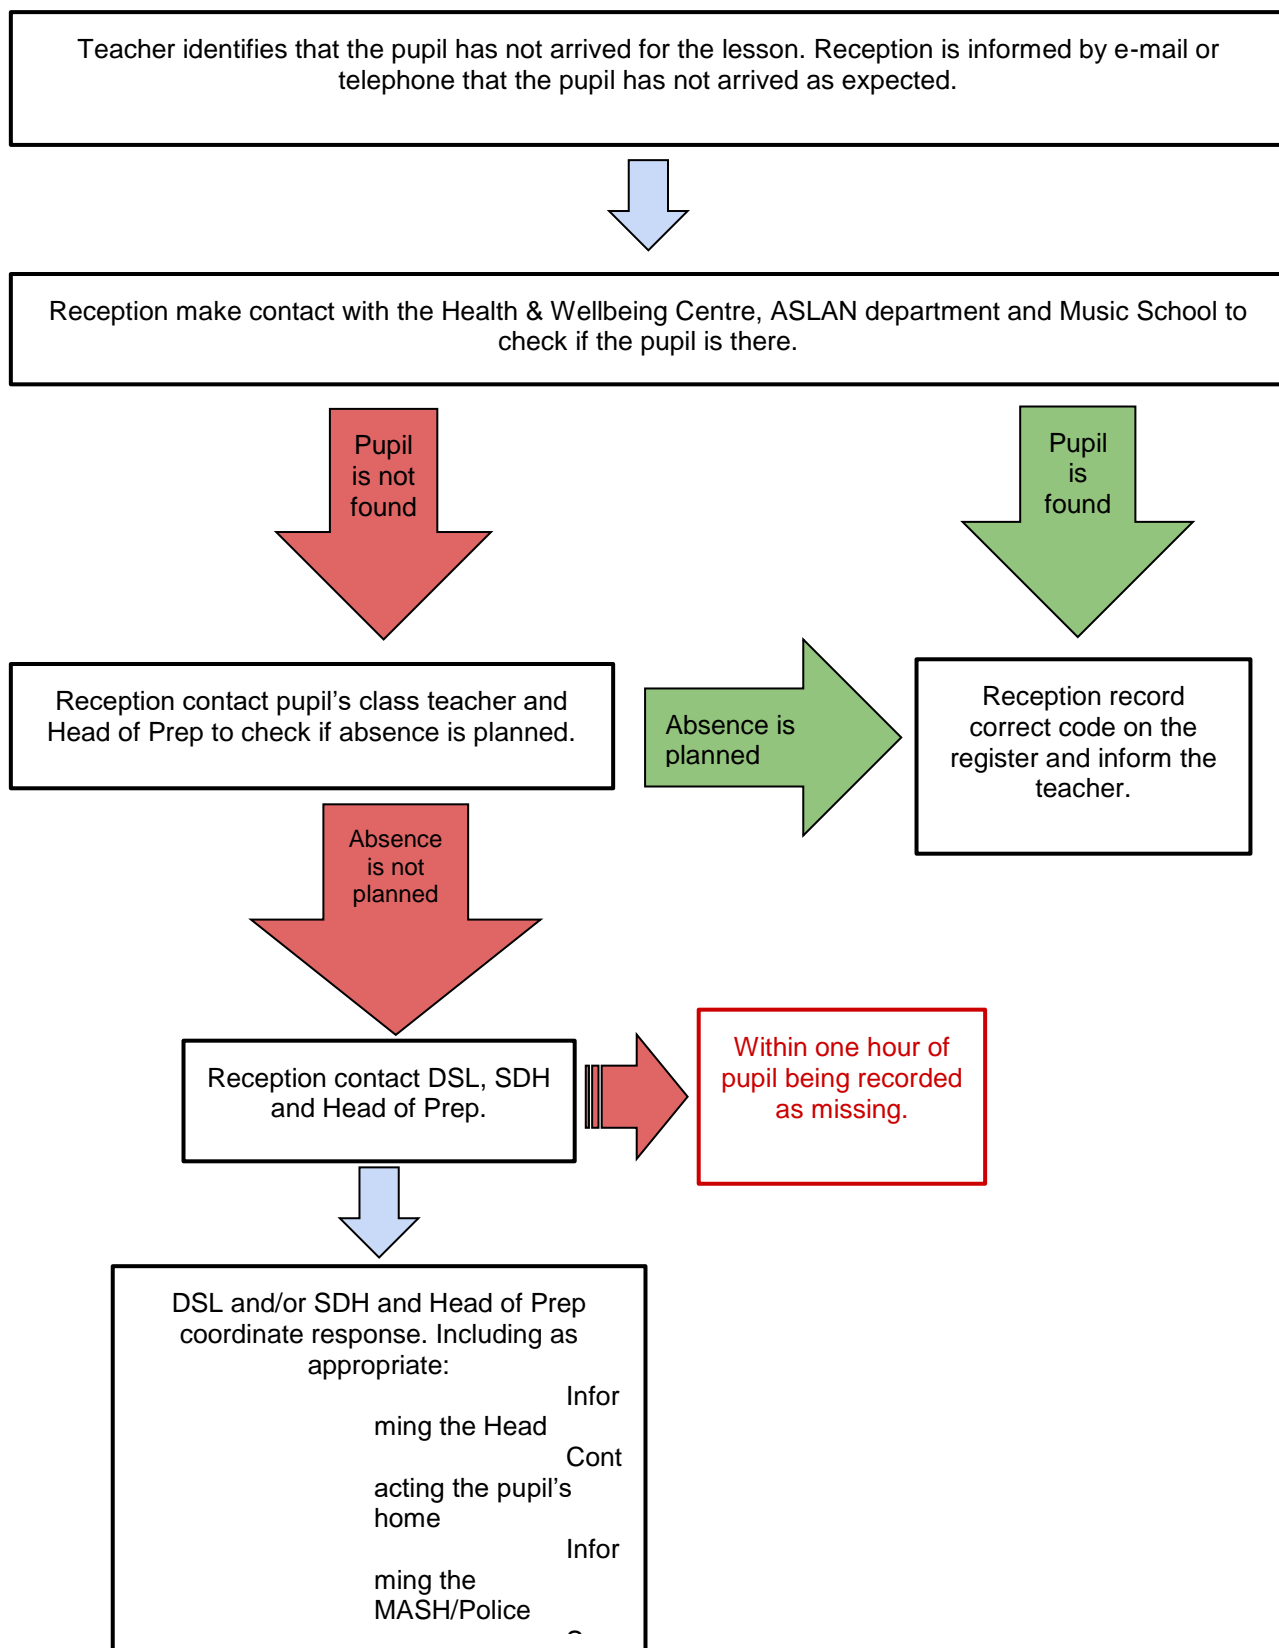 Teacher identifies that the pupil has not arrived for the lesson. Reception is informed by e-mail or
telephone that the pupil has not arrived as expected.
Reception make contact with the Health & Wellbeing Centre, ASLAN department and Music School to
check if the pupil is there.
Pupil
is not
found
Pupil
is
found
Reception contact pupil’s class teacher and
Head of Prep to check if absence is planned.
Absence is
planned
Reception record
correct code on the
register and inform the
teacher.
Absence
is not
planned
Reception contact DSL, SDH
and Head of Prep.
Within one hour of
pupil being recorded
as missing.
DSL and/or SDH and Head of Prep
coordinate response. Including as
appropriate:
Infor
ming the Head
Cont
acting the pupil’s
home
Infor
ming the
MASH/Police